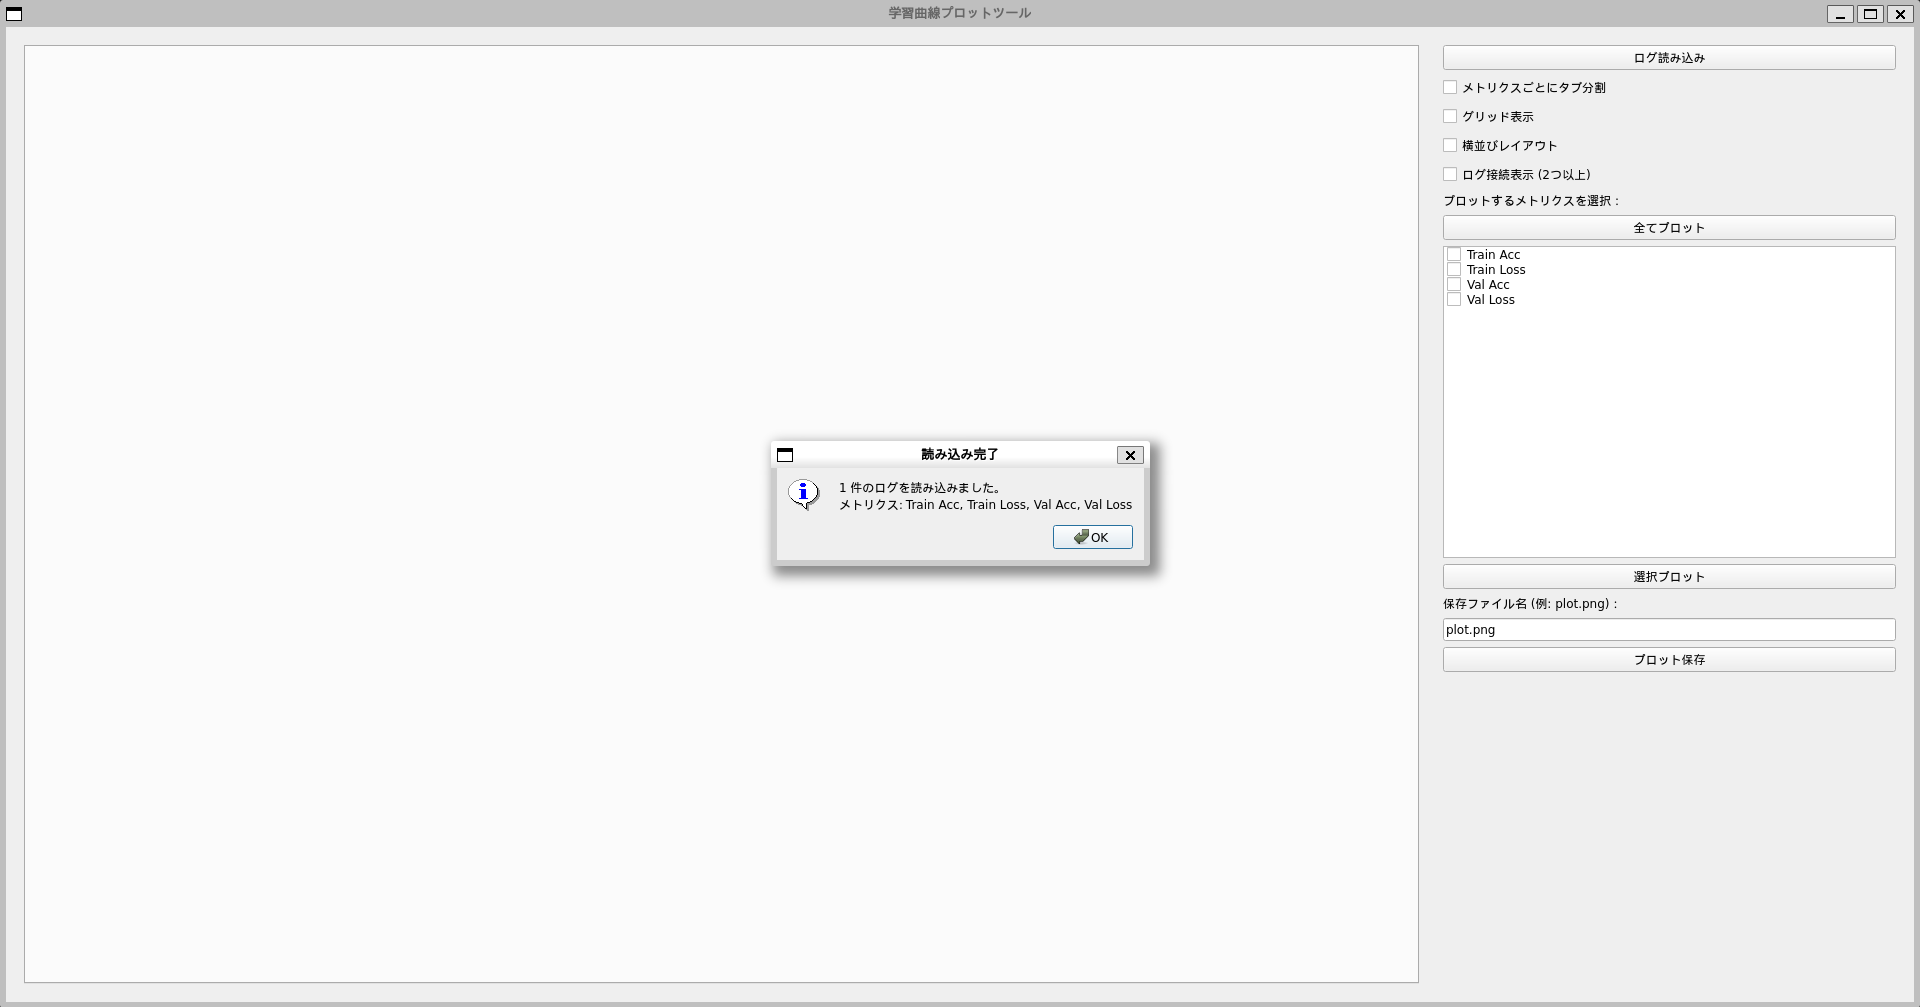 学習曲線プロットツール
ログ読み込み
メトリクスごとにタブ分割
グリッド表示
横並びレイアウト
ログ接続表示 (2つ以上)
プロットするメトリクスを選択：
全てプロット
Train Acc
Train Loss
Val Acc
Val Loss
読み込み完了
1 件のログを読み込みました。
メトリクス: Train Acc, Train Loss, Val Acc, Val Loss
OK
選択プロット
保存ファイル名 (例: plot.png)：
plot.png
プロット保存